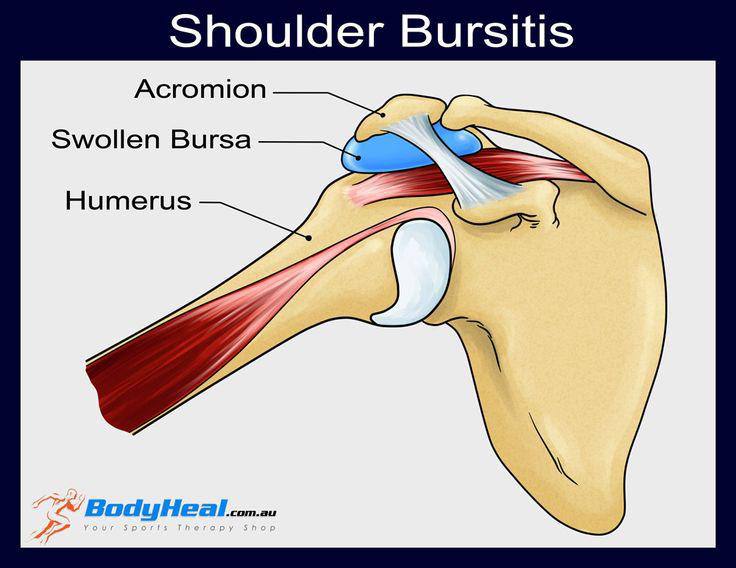 Shoulder Bursitis
Acromion
Swollen Bursa
Humerus
BodyHeal.com.au
Your Sports Therapy Shop